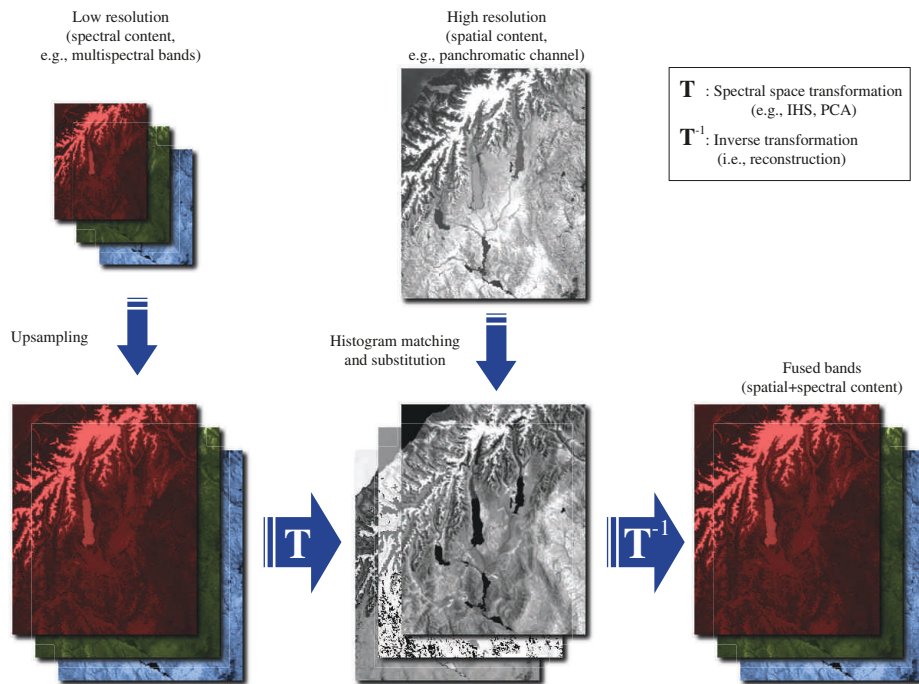 Low resolution
(spectral content,
e.g., multispectral bands)
High resolution
(spatial content,
e.g., panchromatic channel)
T : Spectral space transformation
(e.g., IHS, PCA)
T-1: Inverse transformation
(i.e., reconstruction)
Upsampling
Histogram matching
and substitution
Fused bands
(spatial+spectral content)
T
T-1